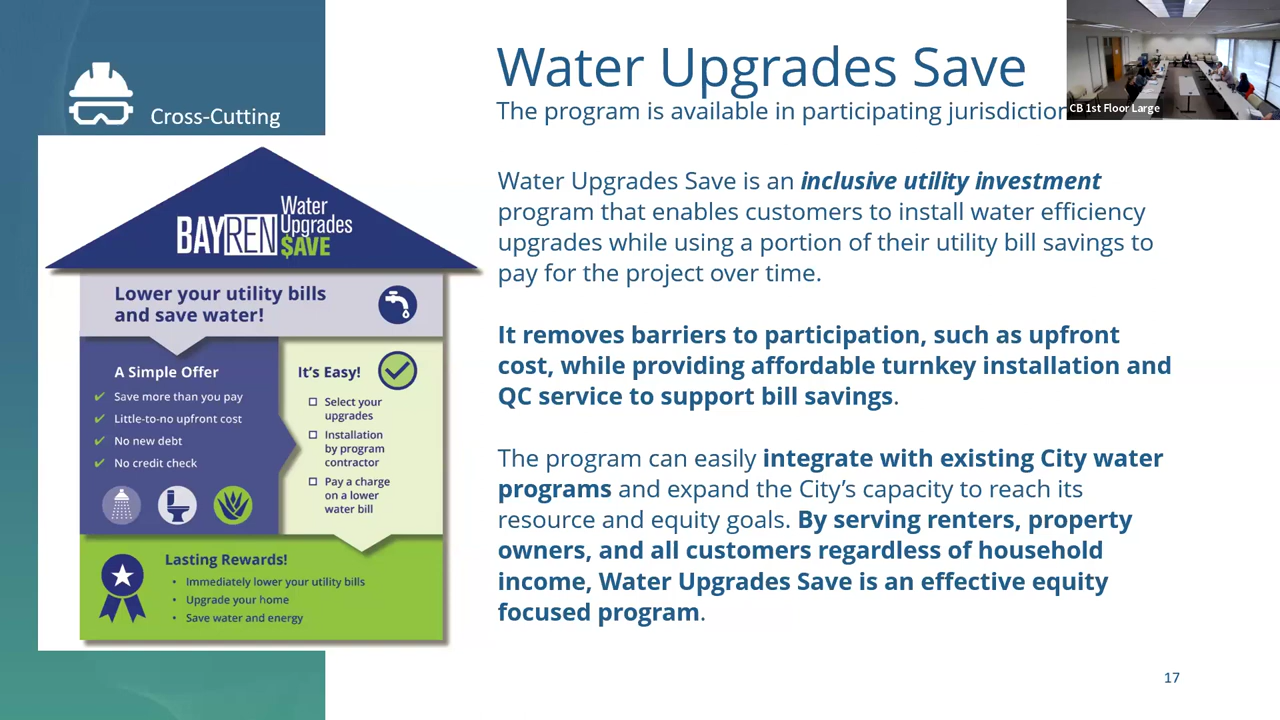 Cross-Cutting
Water Upgrades Save
The program is available in participating jurisdiction
CB 1st Floor Large
BAYREN
Water
Upgrades
$AVE
Lower your utility bills
and save water!
A Simple Offer
Save more than you pay
Little-to-no upfront cost
No new debt
No credit check
It's Easy!
Select your
upgrades
Installation
by program
contractor
Pay a charge
on a lower
water bill
Lasting Rewards!
• Immediately lower your utility bills
• Upgrade your home
• Save water and energy
Water Upgrades Save is an inclusive utility investment
program that enables customers to install water efficiency
upgrades while using a portion of their utility bill savings to
pay for the project over time.
It removes barriers to participation, such as upfront
cost, while providing affordable turnkey installation and
QC service to support bill savings.
The program can easily integrate with existing City water
programs and expand the City's capacity to reach its
resource and equity goals. By serving renters, property
owners, and all customers regardless of household
income, Water Upgrades Save is an effective equity
focused program.
17